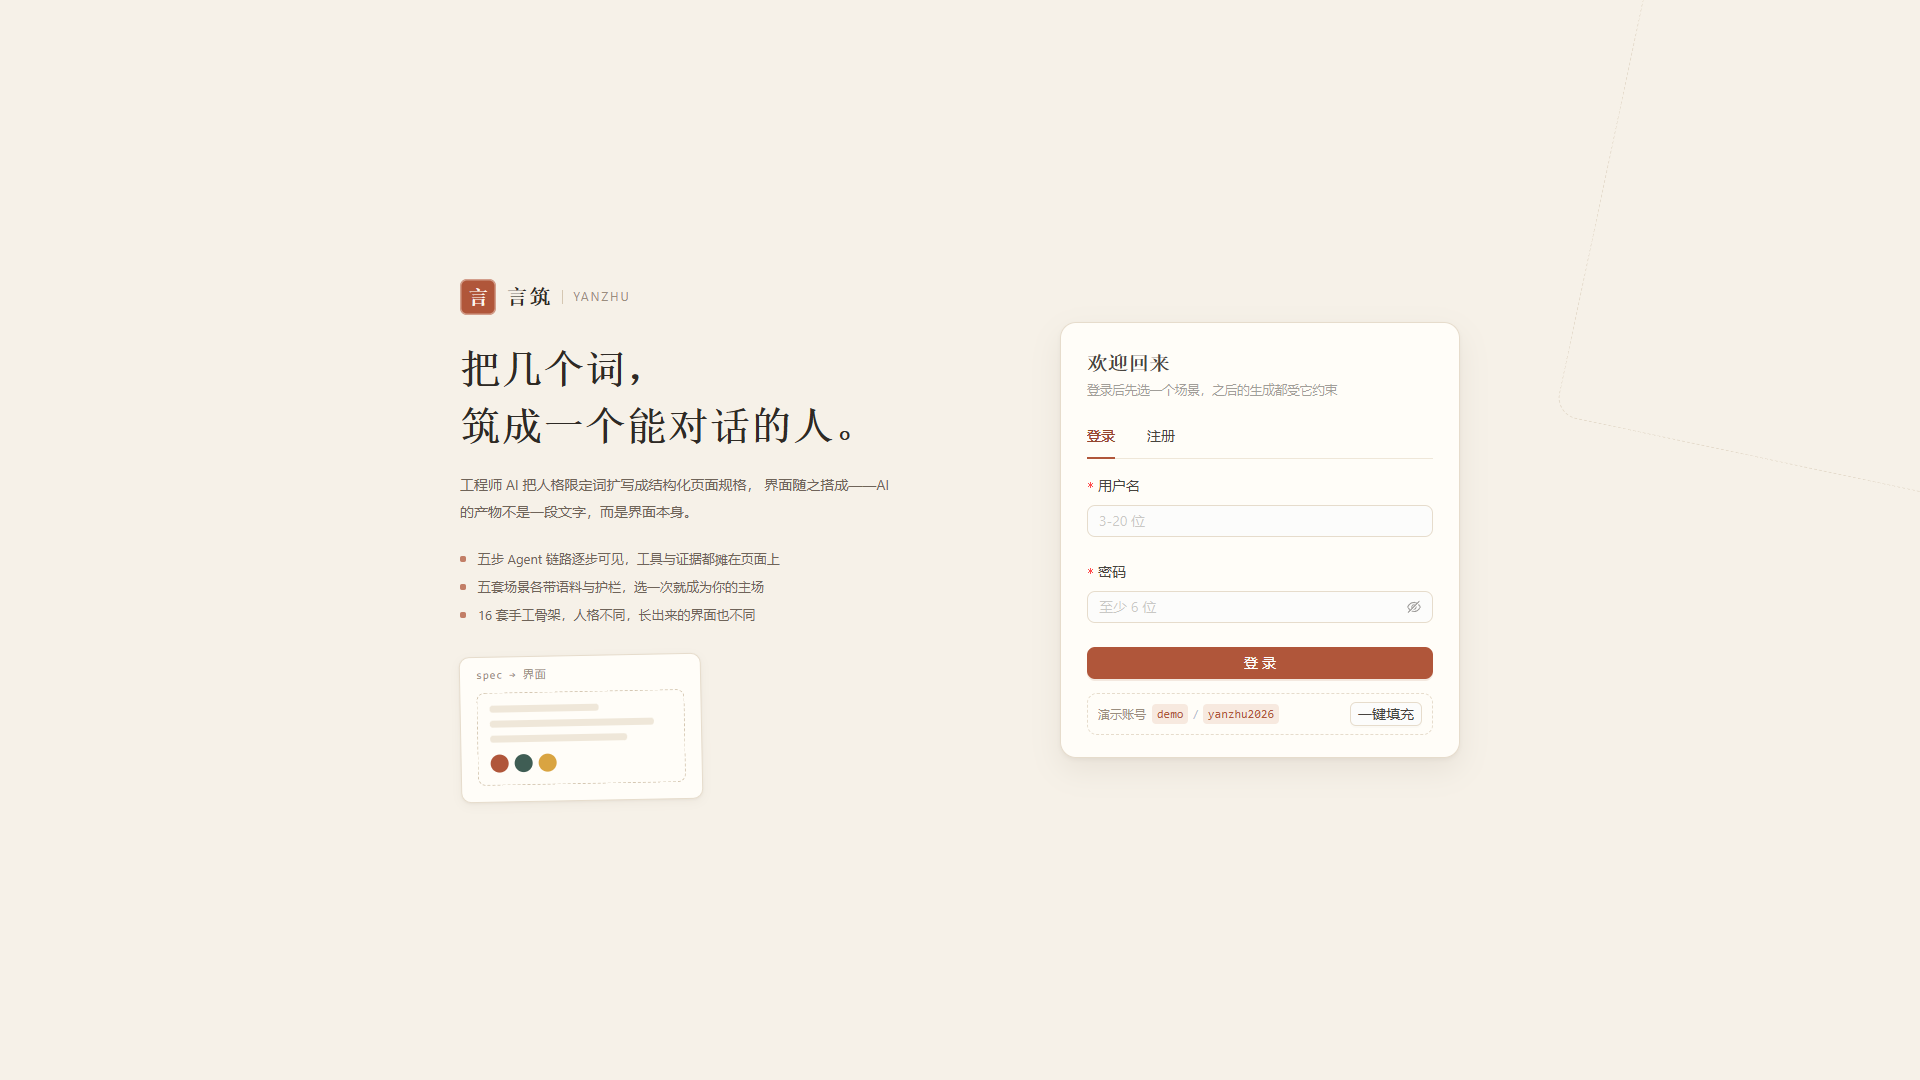 言 言筑 YANZHU
把几个词，
筑成一个能对话的人。
工程师 AI 把人格限定词扩写成结构化页面规格， 界面随之搭成——AI
的产物不是一段文字，而是界面本身。
五步 Agent 链路逐步可见，工具与证据都摊在页面上
五套场景各带语料与护栏，选一次就成为你的主场
16 套手工骨架，人格不同，长出来的界面也不同
spec → 界面
欢迎回来
登录后先选一个场景，之后的生成都受它约束
登录 注册
* 用户名
3-20 位
* 密码
至少 6 位
登 录
演示账号 demo / yanzhu2026 一键填充